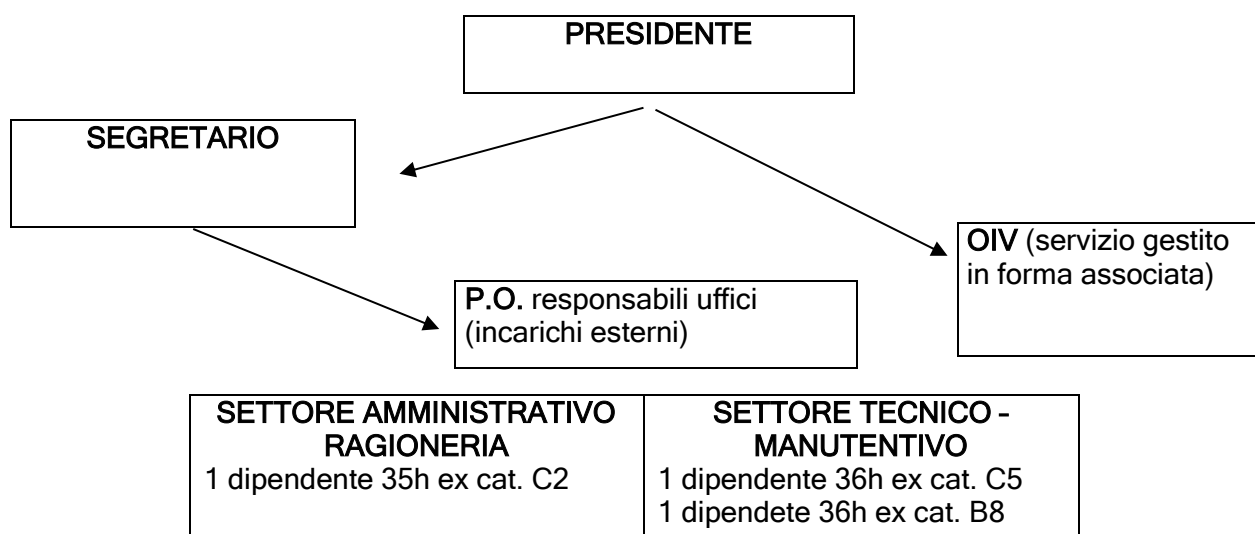 PRESIDENTE
SEGRETARIO
OIV (servizio gestito
in forma associata)
P.O. responsabili uffici
(incarichi esterni)
SETTORE AMMINISTRATIVO
RAGIONERIA
1 dipendente 35h ex cat. C2
SETTORE TECNICO -
MANUTENTIVO
1 dipendente 36h ex cat. C5
1 dipendete 36h ex cat. B8